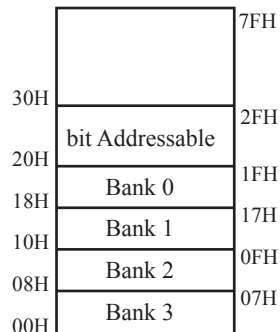 7FH
30H
2FH
bit Addressable
20H
1FH
Bank 0
18H
17H
Bank 1
10H
0FH
Bank 2
08H
07H
Bank 3
00H